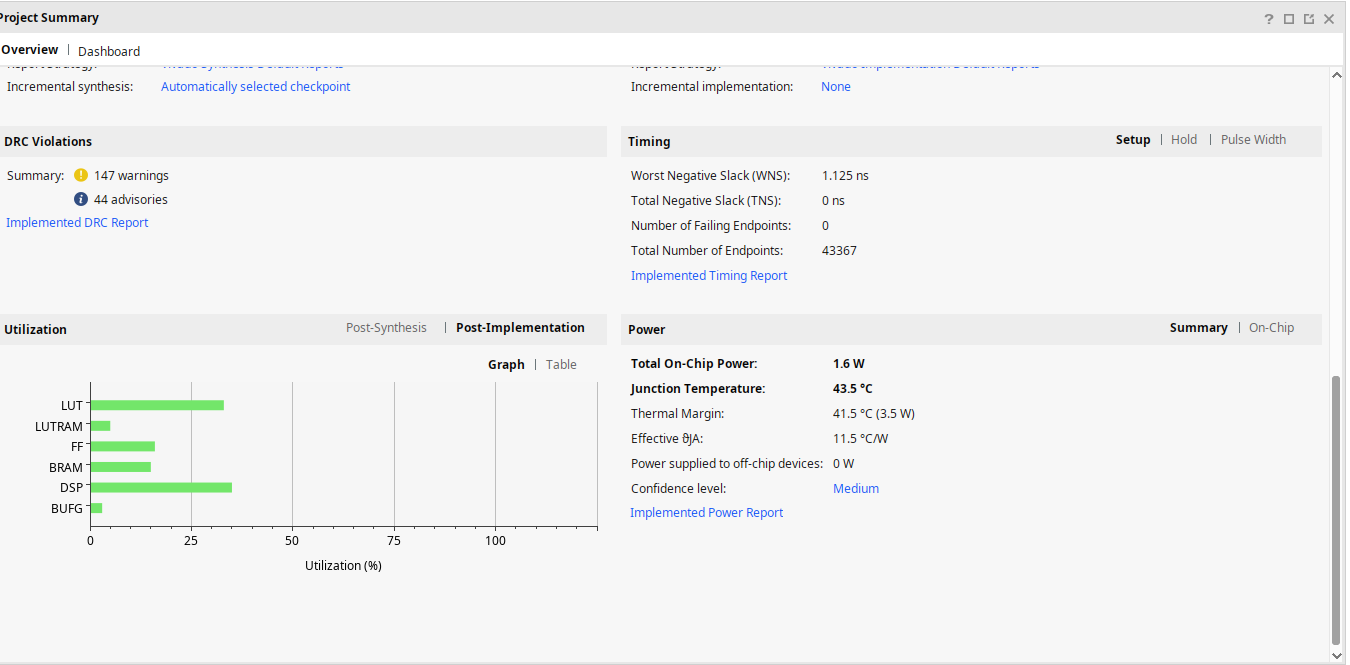 Project Summary
Overview | Dashboard
Incremental synthesis: Automatically selected checkpoint
Incremental implementation: None
DRC Violations
Summary: 147 warnings
44 advisories
Implemented DRC Report
Timing Setup | Hold | Pulse Width
Worst Negative Slack (WNS): 1.125 ns
Total Negative Slack (TNS): 0 ns
Number of Failing Endpoints: 0
Total Number of Endpoints: 43367
Implemented Timing Report
Utilization Post-Synthesis | Post-Implementation
Graph | Table
LUT
LUTRAM
FF
BRAM
DSP
BUFG
0 25 50 75 100
Utilization (%)
Power Summary | On-Chip
Total On-Chip Power: 1.6 W
Junction Temperature: 43.5 °C
Thermal Margin: 41.5 °C (3.5 W)
Effective ϑJA: 11.5 °C/W
Power supplied to off-chip devices: 0 W
Confidence level: Medium
Implemented Power Report